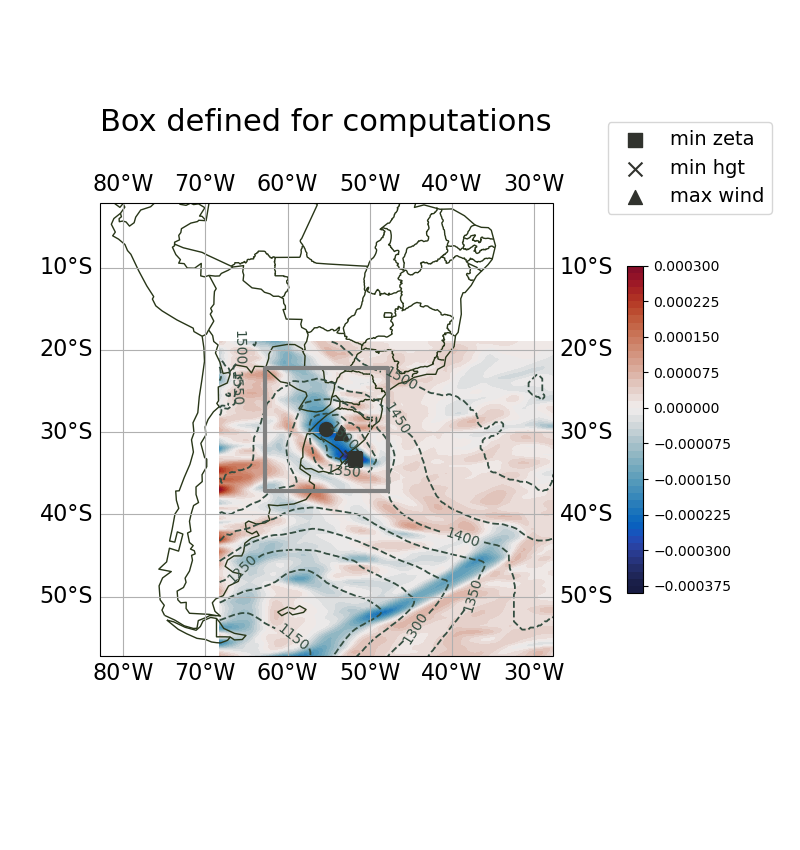 Box defined for computations
min zeta
min hgt
max wind
80°W 70°W 60°W 50°W 40°W 30°W
10°S 10°S
20°S 20°S
30°S 30°S
40°S 40°S
50°S 50°S
80°W 70°W 60°W 50°W 40°W 30°W
1500
1550
1450
1350
1400
1350
1300
1150
0.000300
0.000225
0.000150
0.000075
0.000000
−0.000075
−0.000150
−0.000225
−0.000300
−0.000375